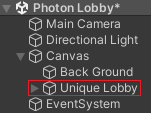 Photon Lobby*
Main Camera
Directional Light
Canvas
Back Ground
Unique Lobby
EventSystem